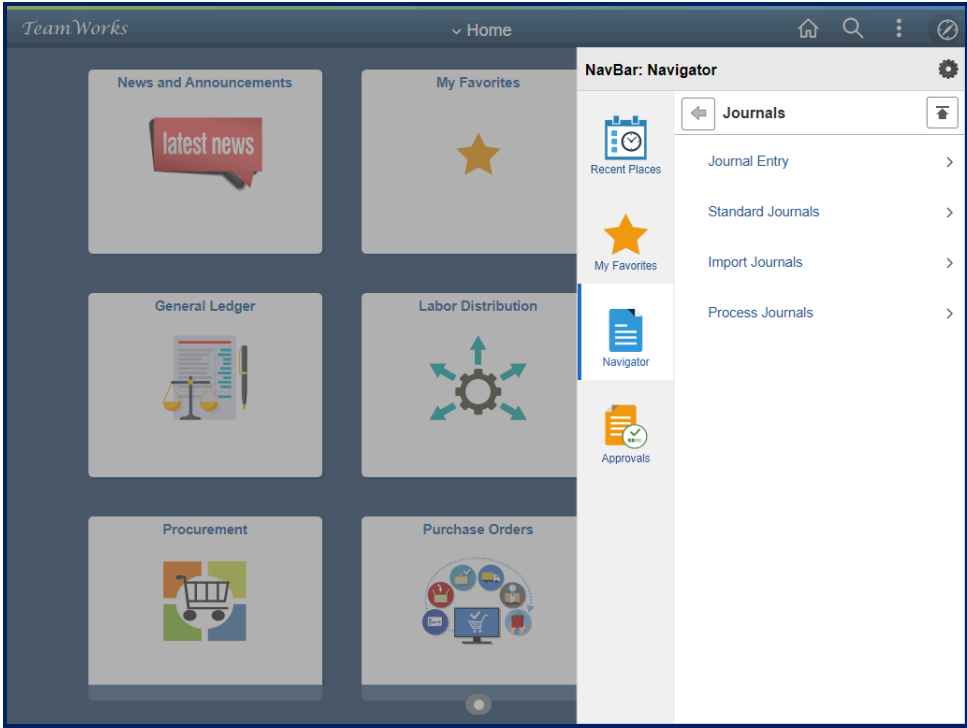 TeamWorks
Home
NavBar: Navigator
News and Announcements
latest news
My Favorites
General Ledger
Labor Distribution
Procurement
Purchase Orders
Recent Places
My Favorites
Navigator
Approvals
Journals
Journal Entry
Standard Journals
Import Journals
Process Journals